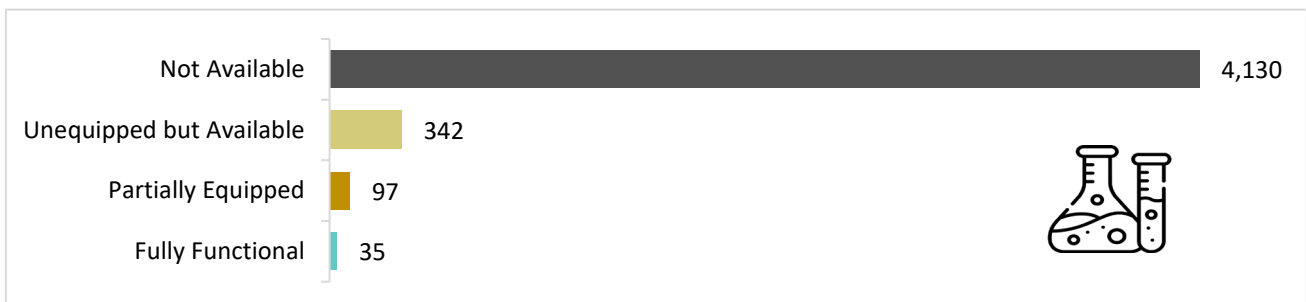 Not Available 4,130
Unequipped but Available 342
Partially Equipped 97
Fully Functional 35